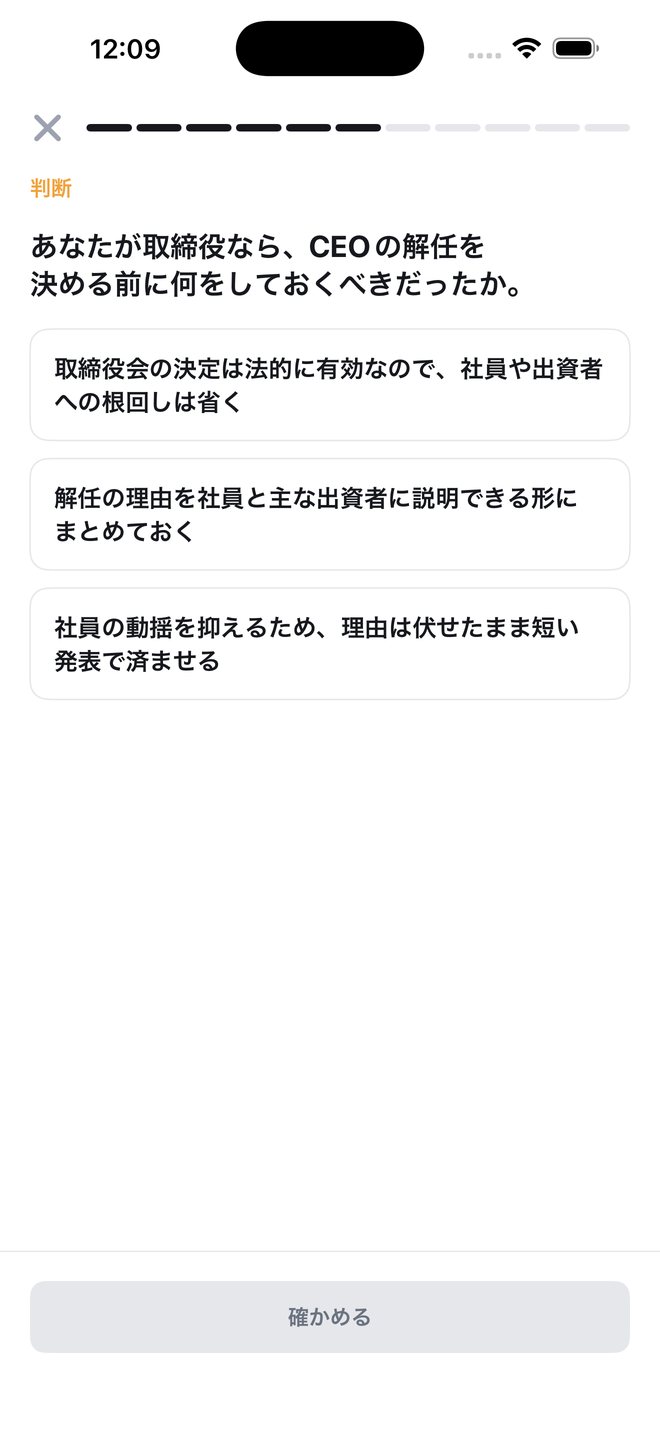 12:09
判断
あなたが取締役なら、CEOの解任を
決める前に何をしておくべきだったか。
取締役会の決定は法的に有効なので、社員や出資者
への根回しは省く
解任の理由を社員と主な出資者に説明できる形に
まとめておく
社員の動揺を抑えるため、理由は伏せたまま短い
発表で済ませる
確かめる